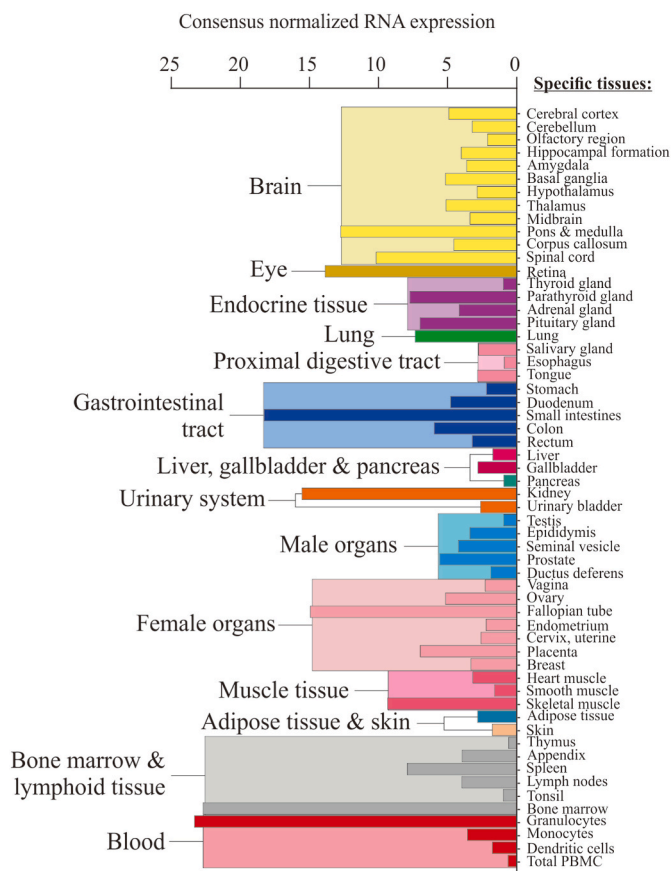 Consensus normalized RNA expression
25 20 15 10 5 0
Specific tissues:
Cerebral cortex
Cerebellum
Olfactory region
Hippocampal formation
Amygdala
Basal ganglia
Brain
Hypothalamus
Thalamus
Midbrain
Pons & medulla
Corpus callosum
Spinal cord
Eye
Retina
Thyroid gland
Endocrine tissue
Parathyroid gland
Adrenal gland
Pituitary gland
Lung
Lung
Salivary gland
Proximal digestive tract
Esophagus
Tongue
Stomach
Gastrointestinal
tract
Duodenum
Small intestines
Colon
Rectum
Liver
Liver, gallbladder & pancreas
Gallbladder
Pancreas
Urinary system
Kidney
Urinary bladder
Testis
Epididymis
Male organs
Seminal vesicle
Prostate
Ductus deferens
Vagina
Ovary
Fallopian tube
Female organs
Endometrium
Cervix, uterine
Placenta
Breast
Heart muscle
Muscle tissue
Smooth muscle
Skeletal muscle
Adipose tissue & skin
Adipose tissue
Skin
Thymus
Bone marrow &
lymphoid tissue
Appendix
Spleen
Lymph nodes
Tonsil
Bone marrow
Granulocytes
Blood
Monocytes
Dendritic cells
Total PBMC